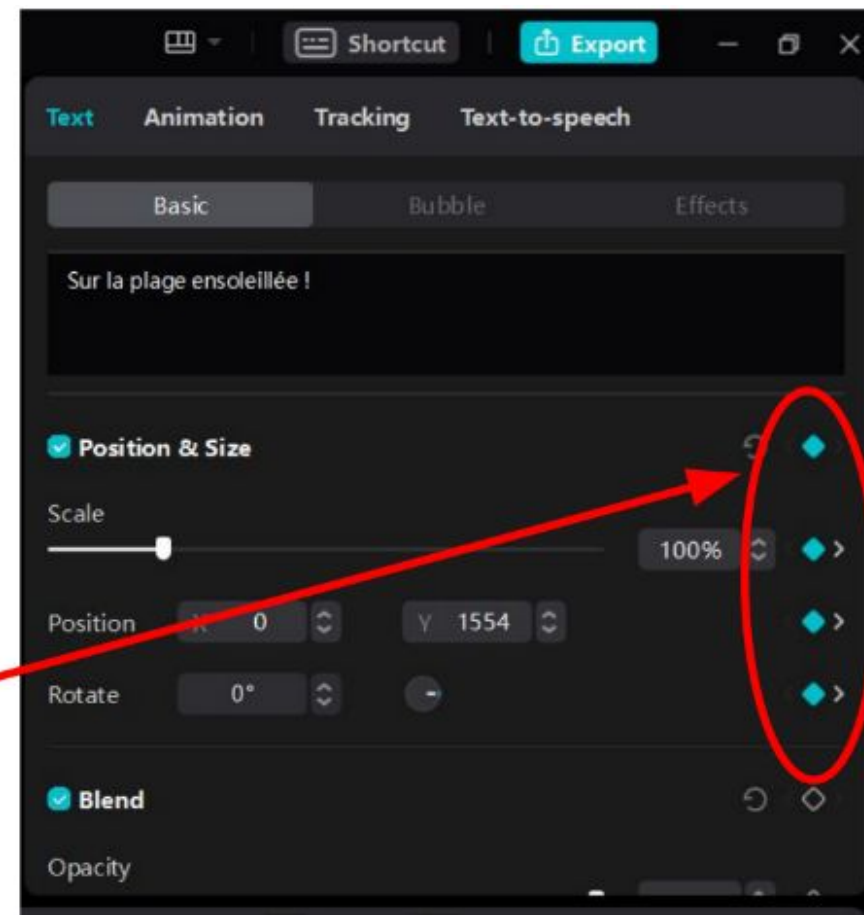 Shortcut Export
Text Animation Tracking Text-to-speech
Basic Bubble Effects
Sur la plage ensoleillée !
Position & Size
Scale
100%
Position X 0 Y 1554
Rotate 0°
Blend
Opacity